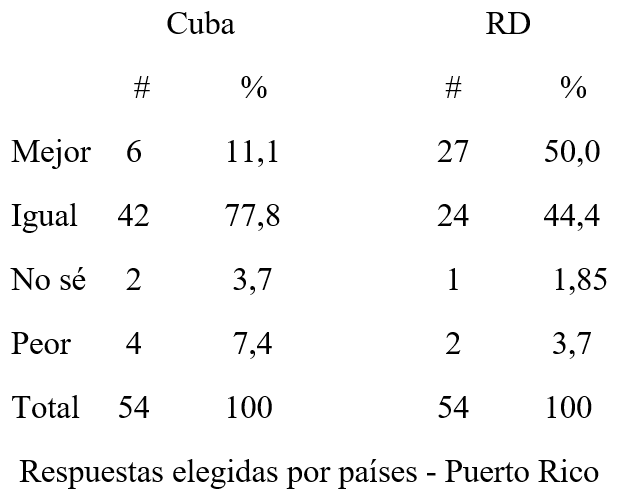 Cuba RD
# % # %
Mejor 6 11,1 27 50,0
Igual 42 77,8 24 44,4
No sé 2 3,7 1 1,85
Peor 4 7,4 2 3,7
Total 54 100 54 100
Respuestas elegidas por países - Puerto Rico